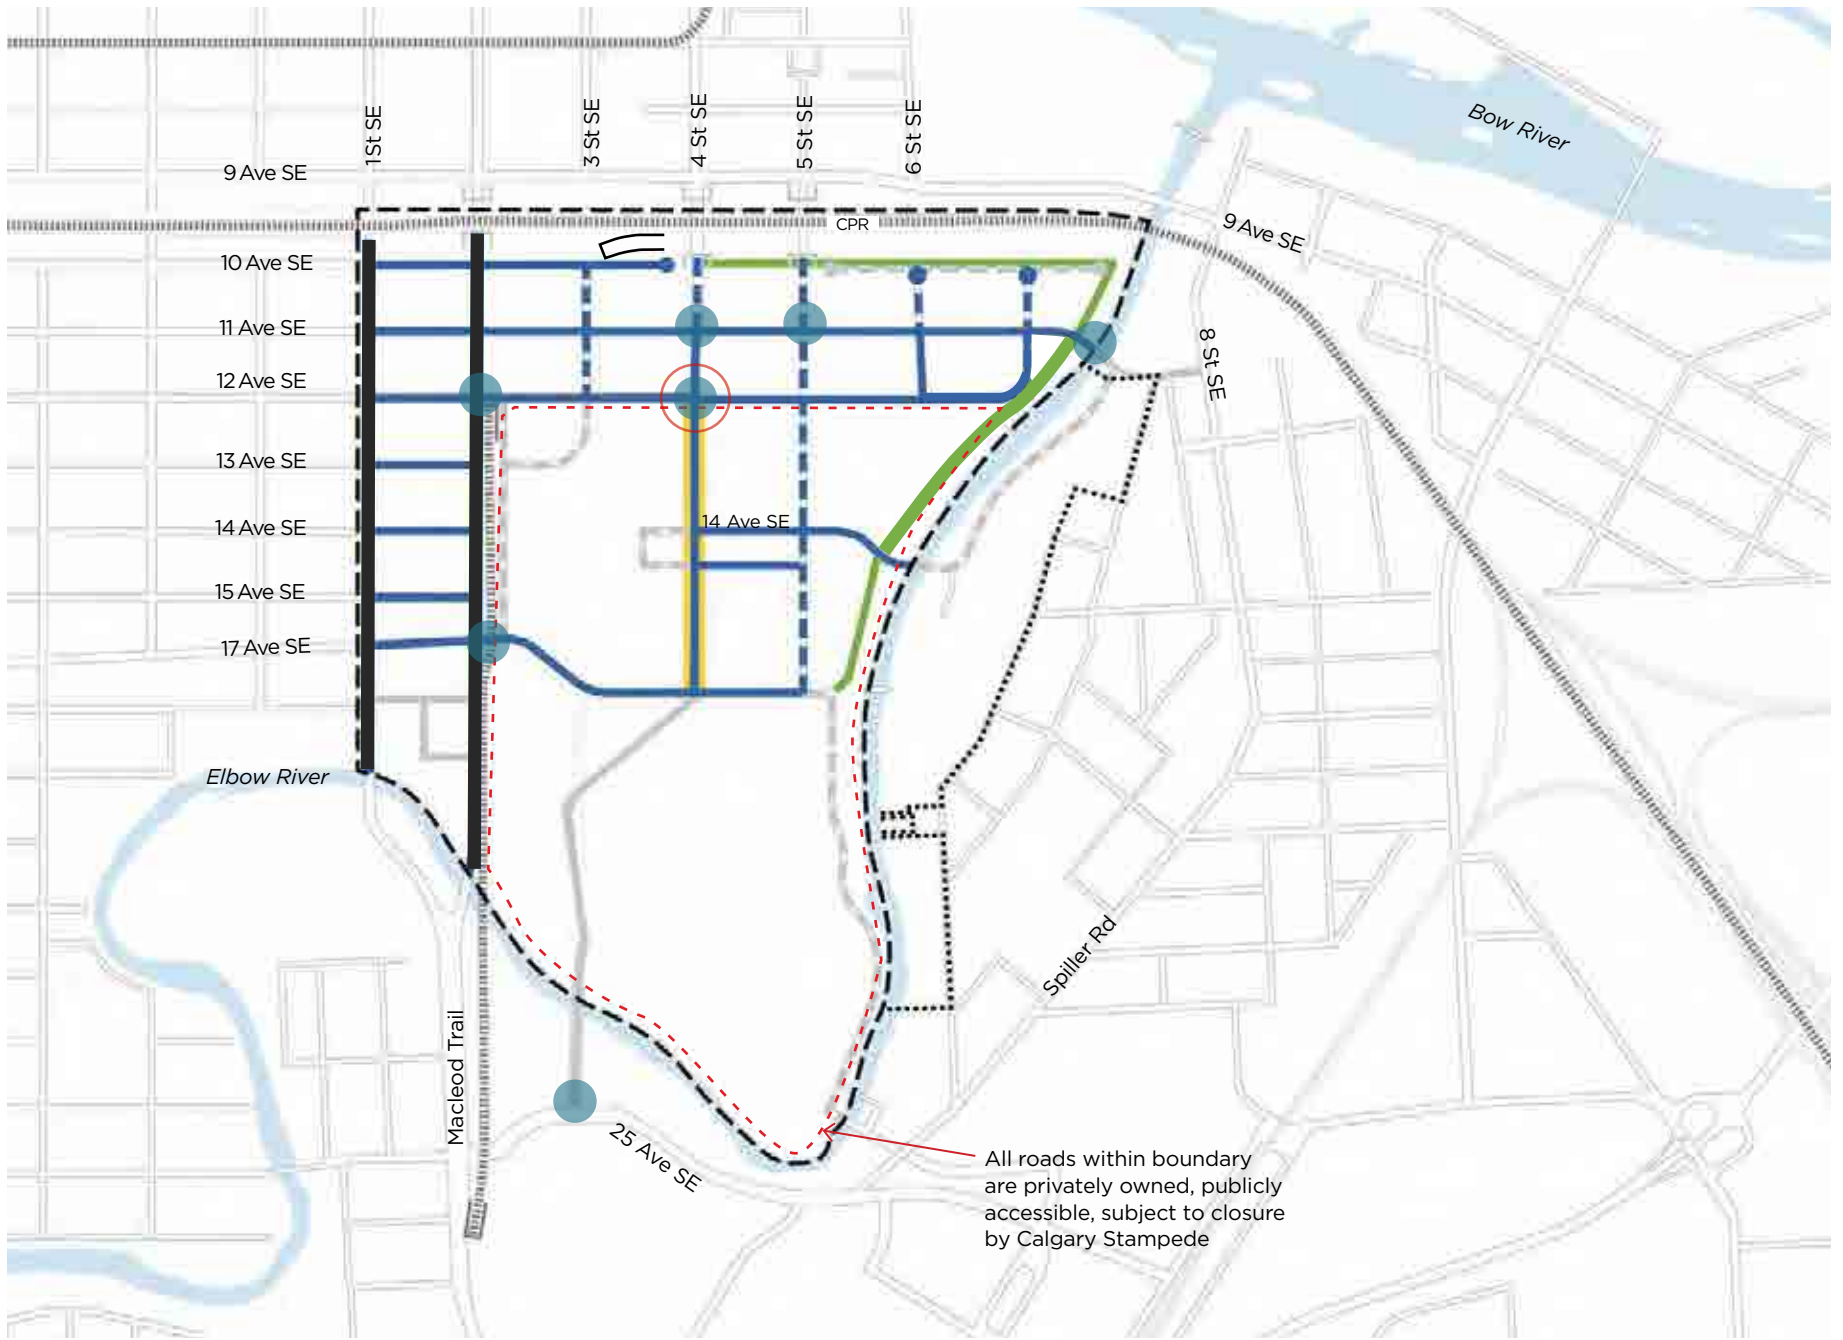 1St SE
3 St SE
4 St SE
5 St SE
6 St SE
Bow River
9 Ave SE
CPR
9 Ave SE
10 Ave SE
11 Ave SE
8 St SE
12 Ave SE
13 Ave SE
14 Ave SE
14 Ave SE
15 Ave SE
17 Ave SE
Elbow River
Spiller Rd
Macleod Trail
25 Ave SE
All roads within boundary
are privately owned, publicly
accessible, subject to closure
by Calgary Stampede